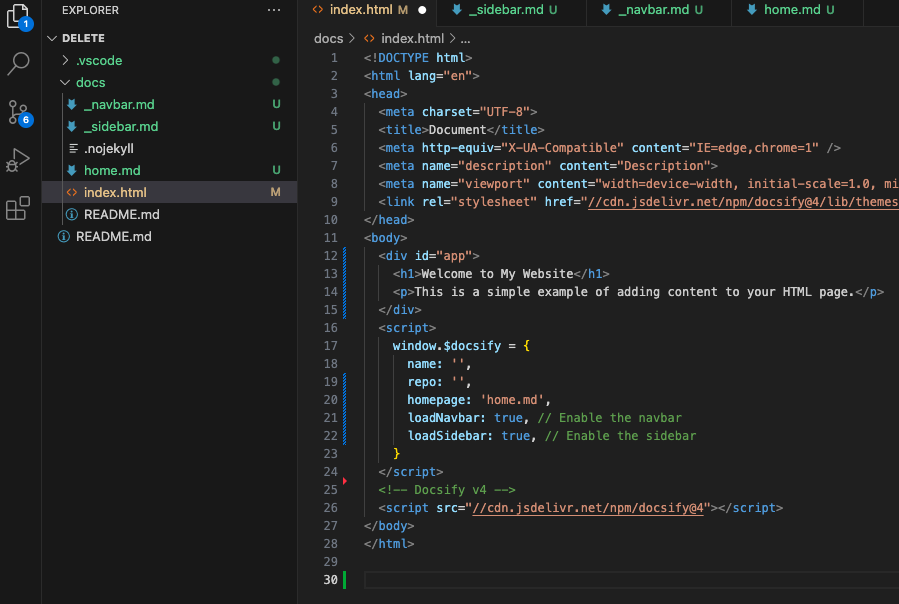 EXPLORER ···
DELETE
.vscode
docs
_navbar.md U
_sidebar.md U
.nojekyll
home.md U
index.html M
README.md
README.md
1
6
index.html M
_sidebar.md U
_navbar.md U
home.md U
docs > index.html > ...
1 <!DOCTYPE html>
2 <html lang="en">
3 <head>
4 <meta charset="UTF-8">
5 <title>Document</title>
6 <meta http-equiv="X-UA-Compatible" content="IE=edge,chrome=1" />
7 <meta name="description" content="Description">
8 <meta name="viewport" content="width=device-width, initial-scale=1.0, mi
9 <link rel="stylesheet" href="//cdn.jsdelivr.net/npm/docsify@4/lib/themes
10 </head>
11 <body>
12 <div id="app">
13 <h1>Welcome to My Website</h1>
14 <p>This is a simple example of adding content to your HTML page.</p>
15 </div>
16 <script>
17 window.$docsify = {
18 name: '',
19 repo: '',
20 homepage: 'home.md',
21 loadNavbar: true, // Enable the navbar
22 loadSidebar: true, // Enable the sidebar
23 }
24 </script>
25 <!-- Docsify v4 -->
26 <script src="//cdn.jsdelivr.net/npm/docsify@4"></script>
27 </body>
28 </html>
29
30